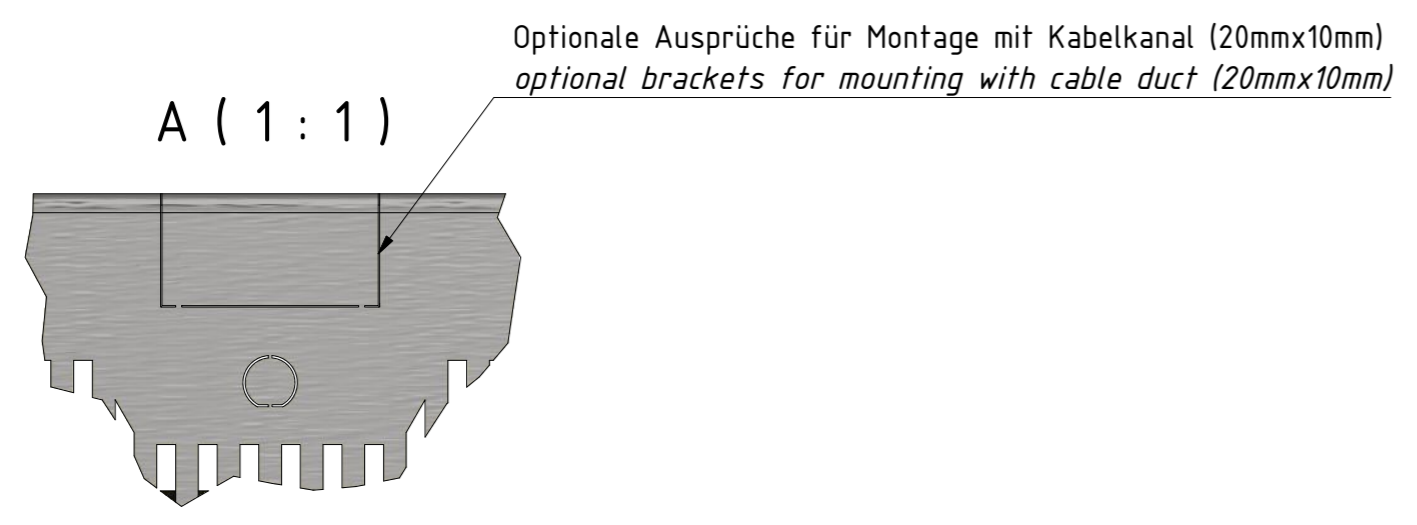 Optionale Ausprüche für Montage mit Kabelkanal (20mmx10mm)
optional brackets for mounting with cable duct (20mmx10mm)
A ( 1 : 1 )